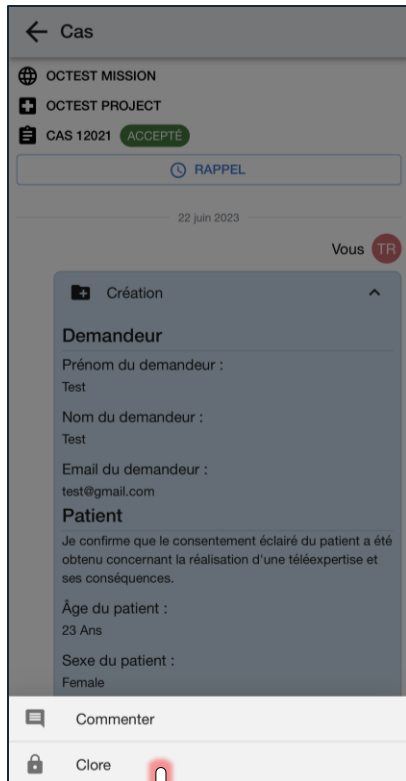 Cas
OCTEST MISSION
OCTEST PROJECT
CAS 12021 ACCEPTÉ
RAPPEL
22 juin 2023
Vous TR
Création
Demandeur
Prénom du demandeur :
Test
Nom du demandeur :
Test
Email du demandeur :
test@gmail.com
Patient
Je confirme que le consentement éclairé du patient a été
obtenu concernant la réalisation d'une téléexpertise et
ses conséquences.
Âge du patient :
23 Ans
Sexe du patient :
Female
Commenter
Clore